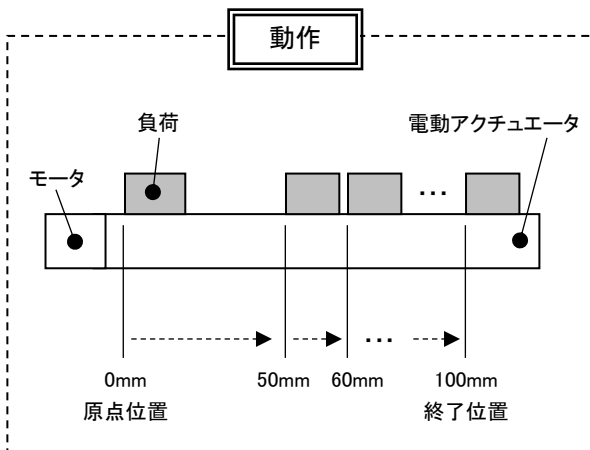 動作
負荷
電動アクチュエータ
モータ
･･･
･･･
0mm
50mm
60mm
100mm
原点位置
終了位置